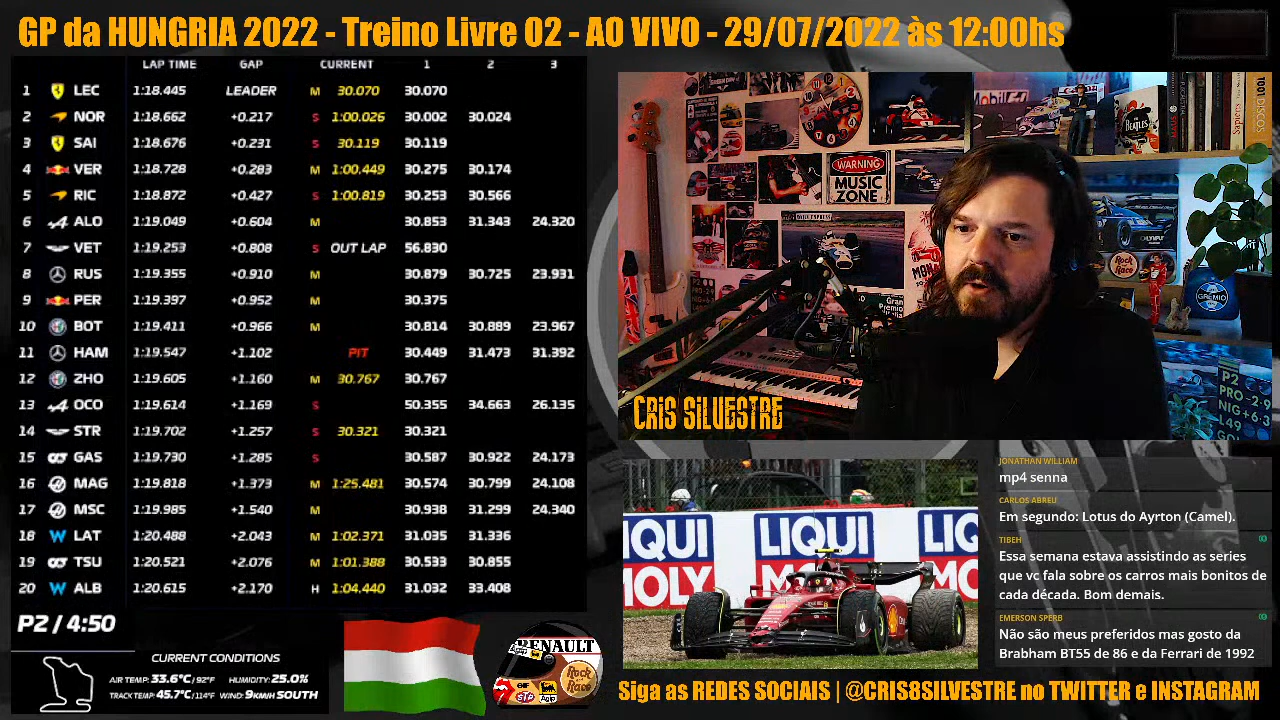 GP da HUNGRIA 2022 - Treino Livre 02 - AO VIVO - 29/07/2022 às 12:00hs
LAP TIME GAP CURRENT 1 2 3
1 LEC 1:18.445 LEADER M 30.070 30.070
2 NOR 1:18.662 +0.217 S 1:00.026 30.002 30.024
3 SAI 1:18.676 +0.231 S 30.119 30.119
4 VER 1:18.728 +0.283 M 1:00.449 30.275 30.174
5 RIC 1:18.872 +0.427 S 1:00.819 30.253 30.566
6 ALO 1:19.049 +0.604 M 30.853 31.343 24.320
7 VET 1:19.253 +0.808 S OUT LAP 56.830
8 RUS 1:19.355 +0.910 M 30.879 30.725 23.931
9 PER 1:19.397 +0.952 M 30.375
10 BOT 1:19.411 +0.966 M 30.814 30.889 23.967
11 HAM 1:19.547 +1.102 PIT 30.449 31.473 31.392
12 ZHO 1:19.605 +1.160 M 30.767 30.767
13 OCO 1:19.614 +1.169 S 50.355 34.663 26.135
14 STR 1:19.702 +1.257 S 30.321 30.321
15 GAS 1:19.730 +1.285 S 30.587 30.922 24.173
16 MAG 1:19.818 +1.373 M 1:25.481 30.574 30.799 24.108
17 MSC 1:19.985 +1.540 M 30.938 31.299 24.340
18 LAT 1:20.488 +2.043 M 1:02.371 31.035 31.336
19 TSU 1:20.521 +2.076 M 1:01.388 30.533 30.855
20 ALB 1:20.615 +2.170 H 1:04.440 31.032 33.408
P2 / 4:50
CURRENT CONDITIONS
AIR TEMP: 33.6°C / 92°F HUMIDITY: 25.0%
TRACK TEMP: 45.7°C / 114°F WIND: 9KM/H SOUTH
RENAULT
Rock and Race
WARNING
MUSIC
ZONE
The BEATLES
1001 DISCOS
Sapiens
GRÊMIO
Rock and Race
P2
PRO -2·9
NIG +6·3
L49
CRIS SILVESTRE
LIQUI
MOLY
JONATHAN WILLIAM
mp4 senna
CARLOS ABREU
Em segundo: Lotus do Ayrton (Camel).
TIBEH
Essa semana estava assistindo as series
que vc fala sobre os carros mais bonitos de
cada década. Bom demais.
EMERSON SPERB
Não são meus preferidos mas gosto da
Brabham BT55 de 86 e da Ferrari de 1992
Siga as REDES SOCIAIS | @CRIS8SILVESTRE no TWITTER e INSTAGRAM